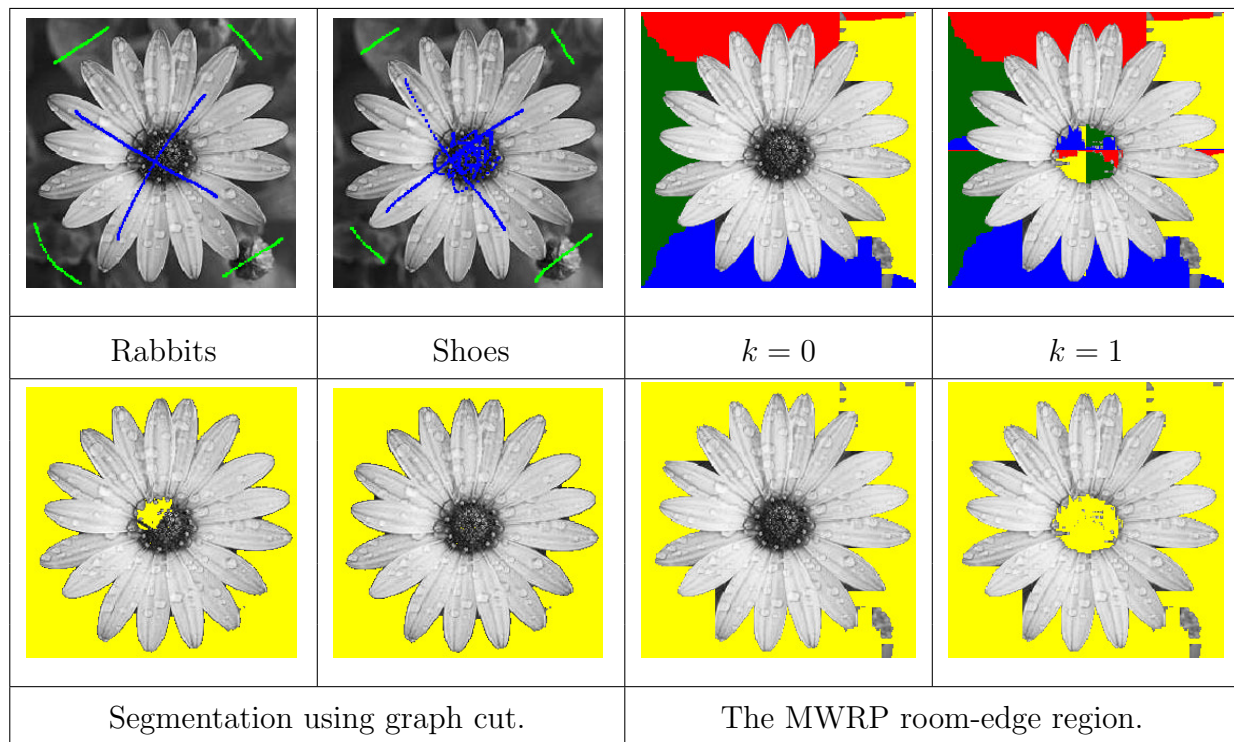 Rabbits
Shoes
k = 0
k = 1
Segmentation using graph cut.
The MWRP room-edge region.